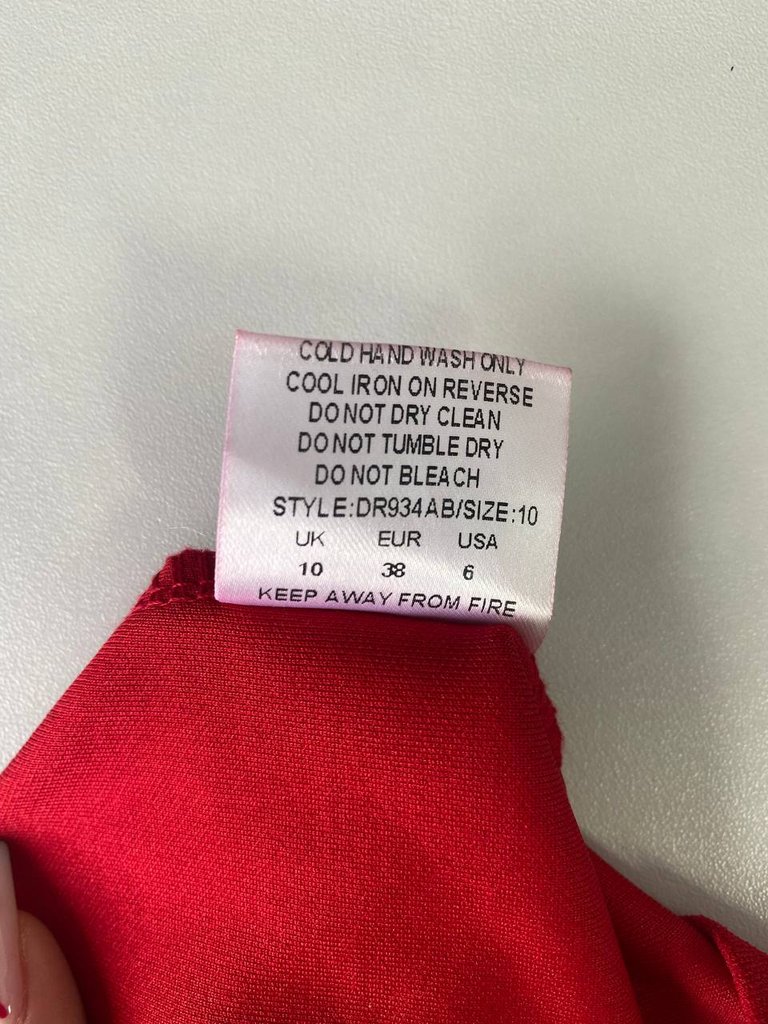 COLD HAND WASH ONLY
COOL IRON ON REVERSE
DO NOT DRY CLEAN
DO NOT TUMBLE DRY
DO NOT BLEACH
STYLE:DR934AB/SIZE:10
UK EUR USA
10 38 6
KEEP AWAY FROM FIRE